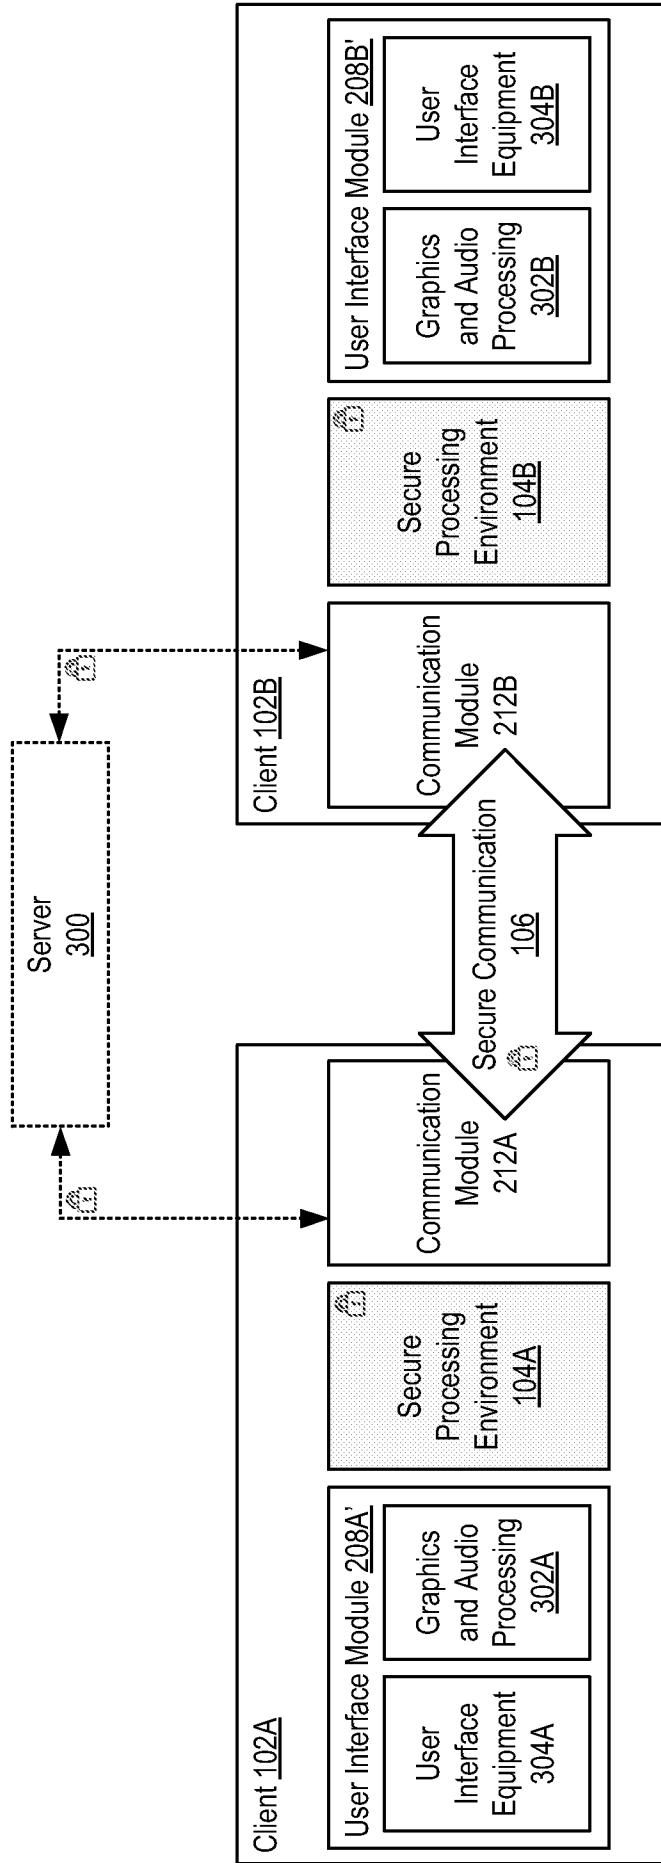 Server
300
Client 102A
User Interface Module 208A'
User
Interface
Equipment
304A
Graphics
and Audio
Processing
302A
Secure
Processing
Environment
104A
Communication
Module
212A
Secure Communication
106
Client 102B
Communication
Module
212B
Secure
Processing
Environment
104B
User Interface Module 208B'
Graphics
and Audio
Processing
302B
User
Interface
Equipment
304B